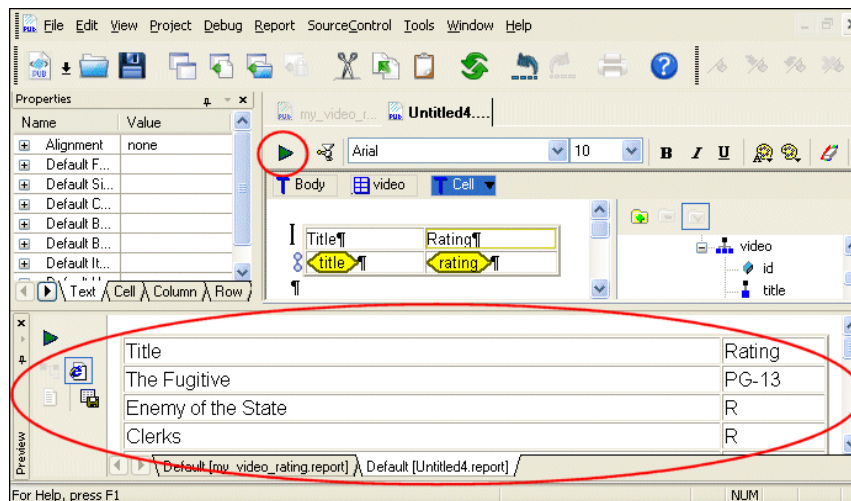 File Edit View Project Debug Report SourceControl Tools Window Help
PUB
Properties
Name Value
Alignment none
Default F...
Default Si...
Default C...
Default B...
Default B...
Default It...
Text Cell Column Row
my_video_r... Untitled4....
Arial 10 B I U
Body video Cell
Title¶ Rating¶
title ¶ rating ¶
¶
video
id
title
Preview
Title Rating
The Fugitive PG-13
Enemy of the State R
Clerks R
Default [my_video_rating.report] Default [Untitled4.report]
For Help, press F1 NUM